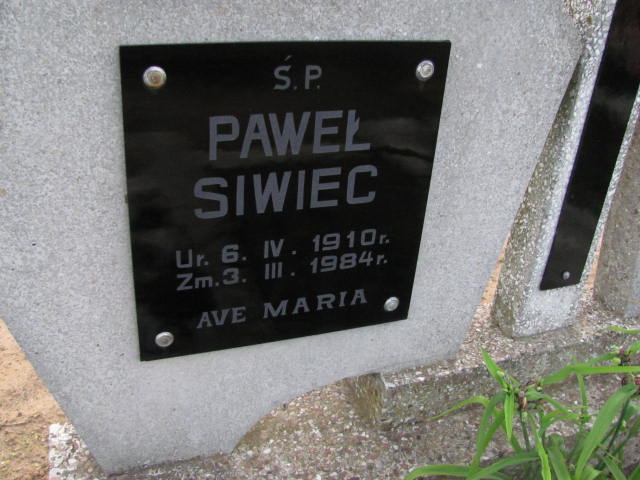 Ś.P.
PAWEŁ
SIWIEC
Ur. 6. IV. 1910r.
Zm. 3. III. 1984r.
AVE MARIA